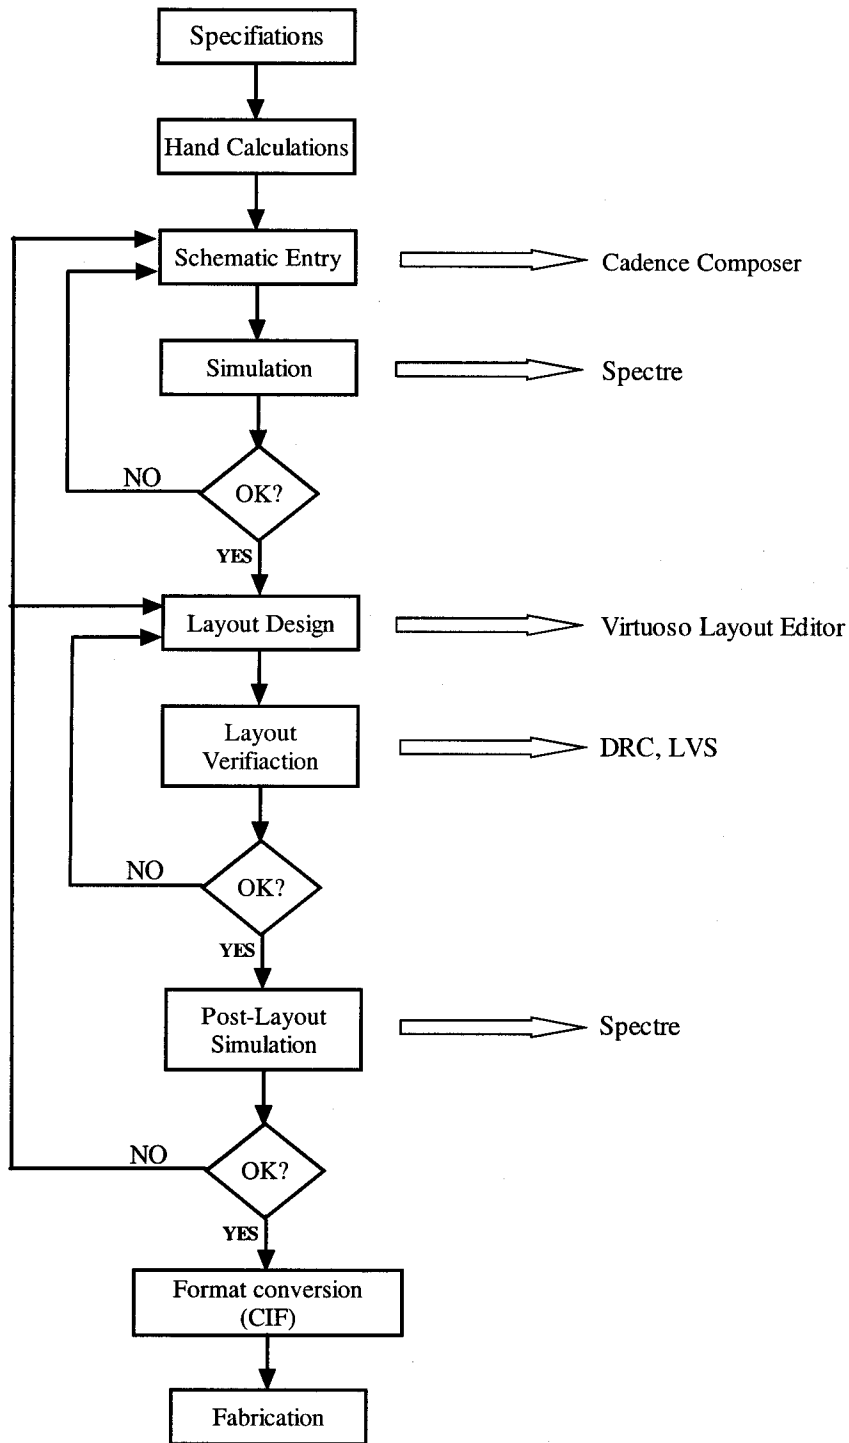 Specifiations
Hand Calculations
Schematic Entry
Cadence Composer
Simulation
Spectre
NO
OK?
YES
Layout Design
Virtuoso Layout Editor
Layout
Verifiaction
DRC, LVS
NO
OK?
YES
Post-Layout
Simulation
Spectre
NO
OK?
YES
Format conversion
(CIF)
Fabrication